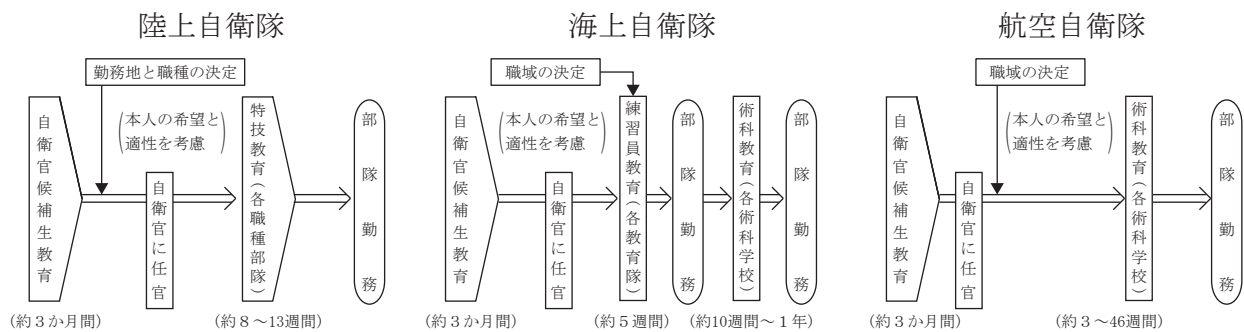 陸上自衛隊
勤務地と職種の決定
自衛官候補生教育
(本人の希望と
適性を考慮)
自衛官に任官
特技教育(各職種部隊)
部隊勤務
(約3か月間)
(約8～13週間)
海上自衛隊
職域の決定
自衛官候補生教育
(本人の希望と
適性を考慮)
自衛官に任官
練習員教育(各教育隊)
部隊勤務
術科教育(各術科学校)
部隊勤務
(約3か月間)
(約5週間)
(約10週間～1年)
航空自衛隊
職域の決定
自衛官候補生教育
自衛官に任官
(本人の希望と
適性を考慮)
術科教育(各術科学校)
部隊勤務
(約3か月間)
(約3～46週間)